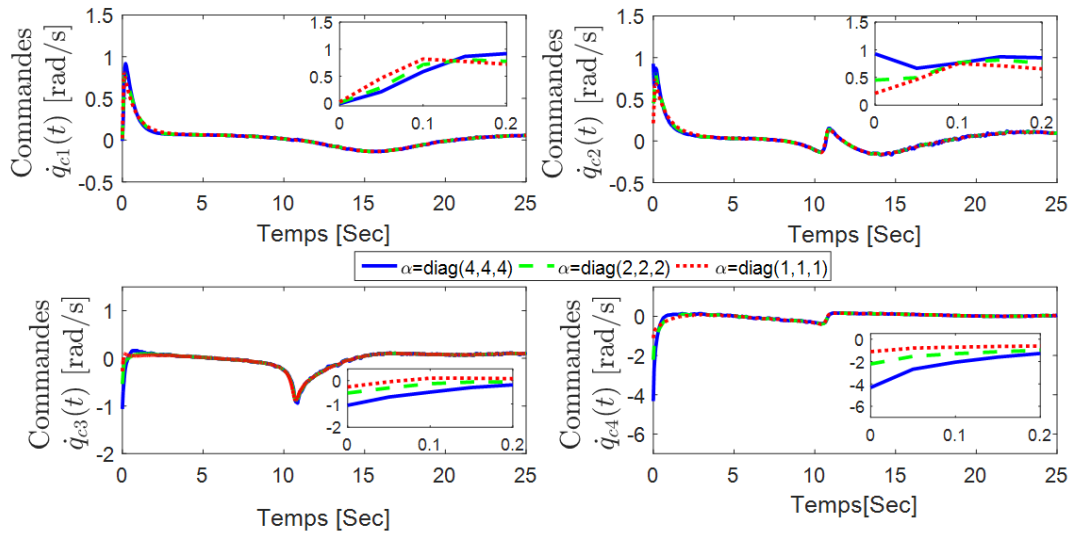 Commandes
q̇c1(t) [rad/s]
1.5
1
0.5
0
-0.5
0 5 10 15 20 25
Temps [Sec]
1.5
1
0.5
0
0 0.1 0.2
Commandes
q̇c2(t) [rad/s]
1.5
1
0.5
0
-0.5
0 5 10 15 20 25
Temps [Sec]
1.5
1
0.5
0
0 0.1 0.2
α=diag(4,4,4) α=diag(2,2,2) α=diag(1,1,1)
Commandes
q̇c3(t) [rad/s]
1.5
1
0
-1
-2
0 5 10 15 20 25
Temps [Sec]
0
-1
-2
0 0.1 0.2
Commandes
q̇c4(t) [rad/s]
0
-2
-4
-6
-7
0 5 10 15 20 25
Temps[Sec]
0
-2
-4
-6
0 0.1 0.2